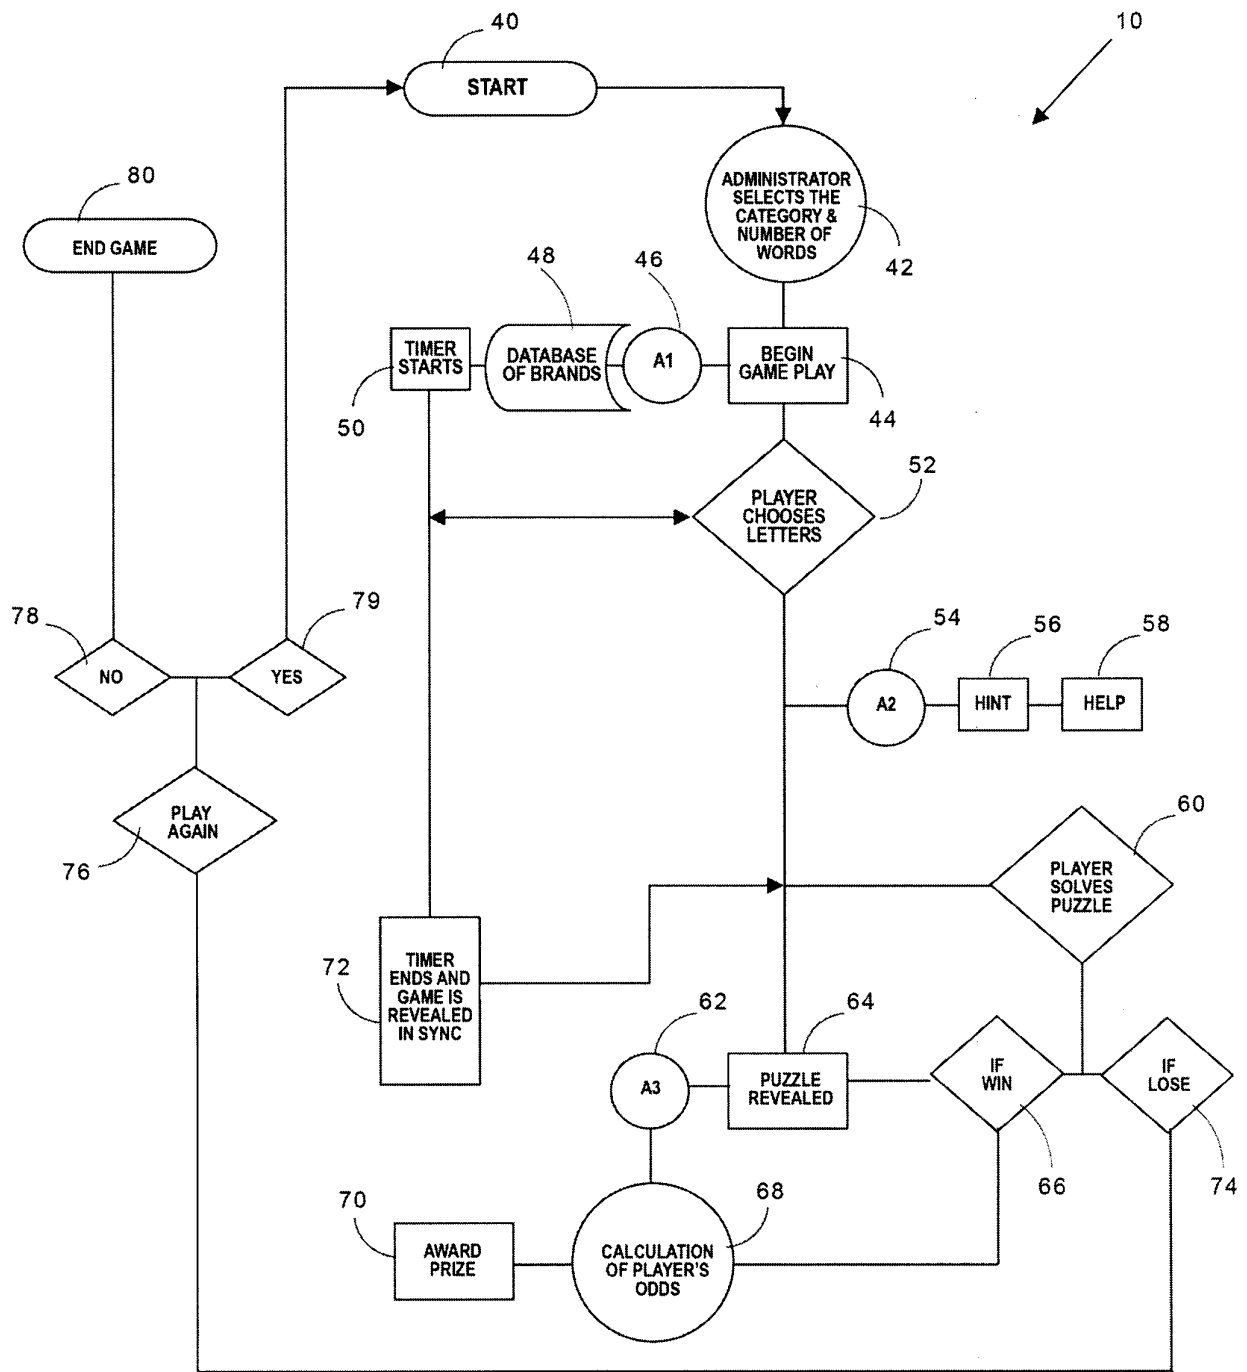 40
10
START
80
ADMINISTRATOR
SELECTS THE
CATEGORY &
NUMBER OF
WORDS
END GAME
42
48
46
TIMER
STARTS
DATABASE
OF BRANDS
A1
BEGIN
GAME PLAY
50
44
52
PLAYER
CHOOSES
LETTERS
78
79
54
56
58
NO
YES
A2
HINT
HELP
PLAY
AGAIN
76
60
PLAYER
SOLVES
PUZZLE
72
TIMER
ENDS AND
GAME IS
REVEALED
IN SYNC
62
64
A3
PUZZLE
REVEALED
IF
WIN
IF
LOSE
66
74
70
68
AWARD
PRIZE
CALCULATION
OF PLAYER'S
ODDS